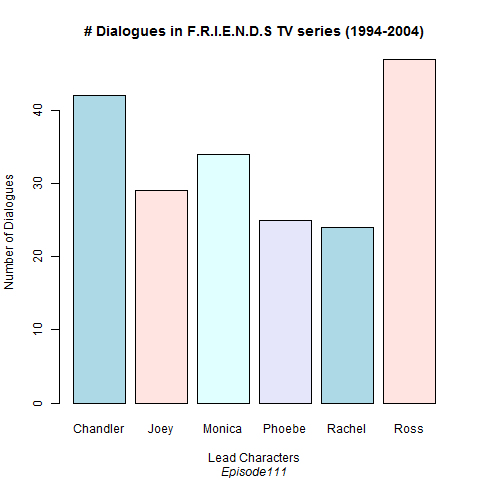 # Dialogues in F.R.I.E.N.D.S TV series (1994-2004)
Number of Dialogues
40
30
20
10
0
Chandler Joey Monica Phoebe Rachel Ross
Lead Characters
Episode111